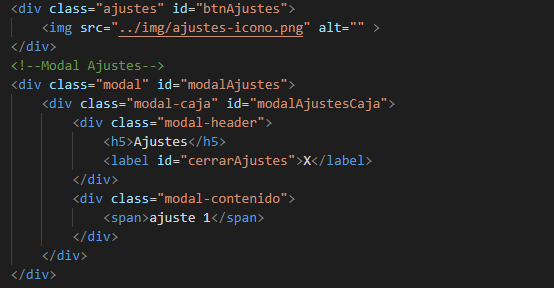 <div class="ajustes" id="btnAjustes">
<img src="../img/ajustes-icono.png" alt="" >
</div>
<!--Modal Ajustes-->
<div class="modal" id="modalAjustes">
<div class="modal-caja" id="modalAjustesCaja">
<div class="modal-header">
<h5>Ajustes</h5>
<label id="cerrarAjustes">X</label>
</div>
<div class="modal-contenido">
<span>ajuste 1</span>
</div>
</div>
</div>